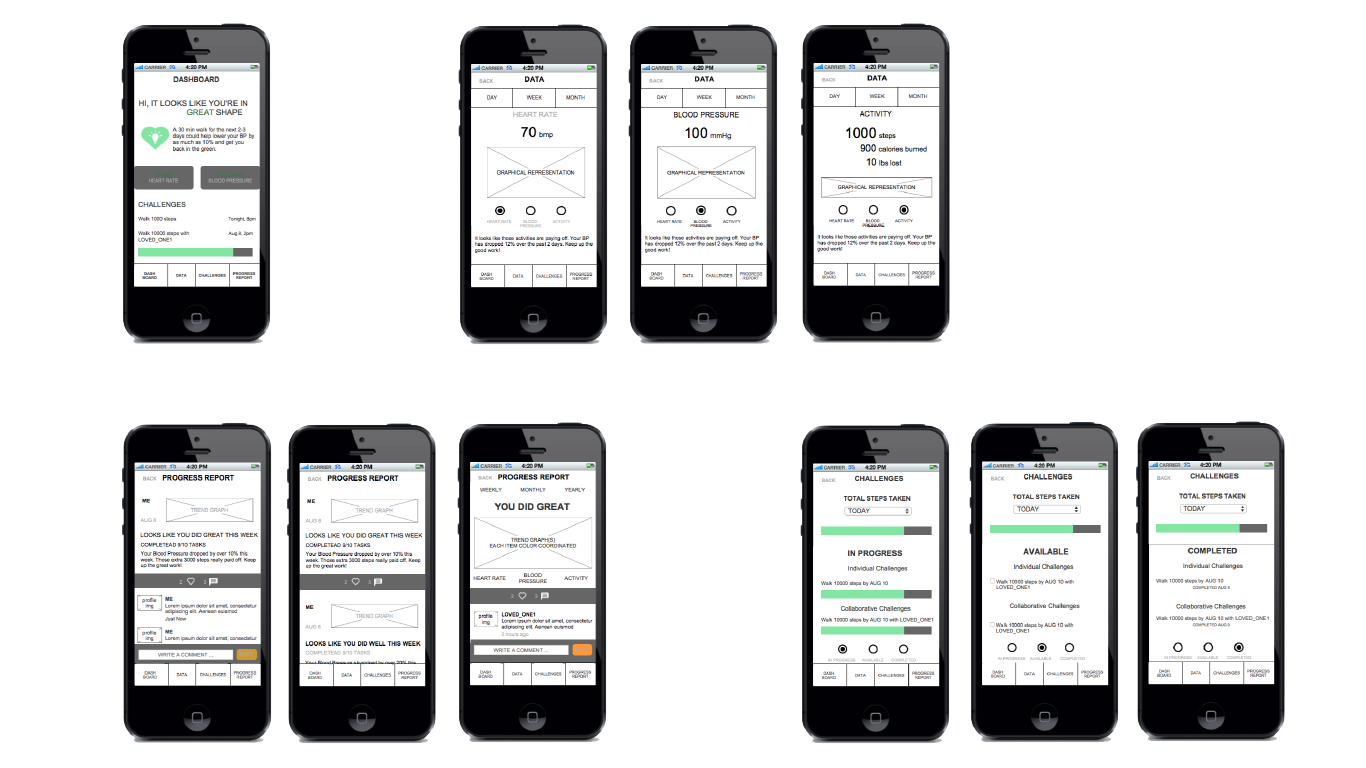 CARRIER 4:20 PM
DASHBOARD
HI, IT LOOKS LIKE YOU'RE IN
GREAT SHAPE
A 30 min walk for the next 2-3
days could help lower your BP by
as much as 10% and get you
back in the green.
HEART RATE
BLOOD PRESSURE
CHALLENGES
Walk 1000 steps
Tonight, 8pm
Walk 10000 steps with
LOVED_ONE1
Aug 8, 2pm
DASH
BOARD
DATA
CHALLENGES
PROGRESS
REPORT
CARRIER 4:20 PM
BACK
DATA
DAY
WEEK
MONTH
HEART RATE
70 bmp
GRAPHICAL REPRESENTATION
HEART RATE
BLOOD
PRESSURE
ACTIVITY
It looks like those activities are paying off. Your BP
has dropped 12% over the past 2 days. Keep up the
good work!
DASH
BOARD
DATA
CHALLENGES
PROGRESS
REPORT
CARRIER 4:20 PM
BACK
DATA
DAY
WEEK
MONTH
BLOOD PRESSURE
100 mmHg
GRAPHICAL REPRESENTATION
HEART RATE
BLOOD
PRESSURE
ACTIVITY
It looks like those activities are paying off. Your BP
has dropped 12% over the past 2 days. Keep up the
good work!
DASH
BOARD
DATA
CHALLENGES
PROGRESS
REPORT
CARRIER 4:20 PM
BACK
DATA
DAY
WEEK
MONTH
ACTIVITY
1000 steps
900 calories burned
10 lbs lost
GRAPHICAL REPRESENTATION
HEART RATE
BLOOD
PRESSURE
ACTIVITY
It looks like those activities are paying off. Your BP
has dropped 12% over the past 2 days. Keep up the
good work!
DASH
BOARD
DATA
CHALLENGES
PROGRESS
REPORT
CARRIER 4:20 PM
BACK
PROGRESS REPORT
ME
TREND GRAPH
AUG 8
LOOKS LIKE YOU DID GREAT THIS WEEK
COMPLETEAD 9/10 TASKS
Your Blood Pressure dropped by over 10% this
week. Those extra 3000 steps really paid off. Keep
up the great work!
2
3
profile
img
ME
Lorem ipsum dolor sit amet, consectetur
adipiscing elit. Aenean euismod
Just Now
profile
img
ME
Lorem ipsum dolor sit amet, consectetur
WRITE A COMMENT ...
DASH
BOARD
DATA
CHALLENGES
PROGRESS
REPORT
CARRIER 4:20 PM
BACK
PROGRESS REPORT
ME
TREND GRAPH
AUG 8
LOOKS LIKE YOU DID GREAT THIS WEEK
COMPLETEAD 9/10 TASKS
Your Blood Pressure dropped by over 10% this
week. Those extra 3000 steps really paid off. Keep
up the great work!
2
3
ME
TREND GRAPH
AUG 8
LOOKS LIKE YOU DID WELL THIS WEEK
COMPLETEAD 9/10 TASKS
DASH
BOARD
DATA
CHALLENGES
PROGRESS
REPORT
CARRIER 4:20 PM
BACK
PROGRESS REPORT
WEEKLY
MONTHLY
YEARLY
YOU DID GREAT
TREND GRAPH(S)
EACH ITEM COLOR COORDINATED
HEART RATE
BLOOD
PRESSURE
ACTIVITY
2
3
profile
img
LOVED_ONE1
Lorem ipsum dolor sit amet, consectetur
adipiscing elit. Aenean euismod
2 hours ago
WRITE A COMMENT ...
DASH
BOARD
DATA
CHALLENGES
PROGRESS
REPORT
CARRIER 4:20 PM
BACK
CHALLENGES
TOTAL STEPS TAKEN
TODAY
IN PROGRESS
Individual Challenges
Walk 10000 steps by AUG 10
Collaborative Challenges
Walk 10000 steps by AUG 10 with LOVED_ONE1
IN PROGRESS
AVAILABLE
COMPLETED
DASH
BOARD
DATA
CHALLENGES
PROGRESS
REPORT
CARRIER 4:20 PM
BACK
CHALLENGES
TOTAL STEPS TAKEN
TODAY
AVAILABLE
Individual Challenges
Walk 10000 steps by AUG 10 with
LOVED_ONE1
Collaborative Challenges
Walk 10000 steps by AUG 10 with
LOVED_ONE1
IN PROGRESS
AVAILABLE
COMPLETED
DASH
BOARD
DATA
CHALLENGES
PROGRESS
REPORT
CARRIER 4:20 PM
BACK
CHALLENGES
TOTAL STEPS TAKEN
TODAY
COMPLETED
Individual Challenges
Walk 10000 steps by AUG 10
COMPLETED AUG 8
Collaborative Challenges
Walk 10000 steps by AUG 10 with LOVED_ONE1
COMPLETED AUG 8
IN PROGRESS
AVAILABLE
COMPLETED
DASH
BOARD
DATA
CHALLENGES
PROGRESS
REPORT